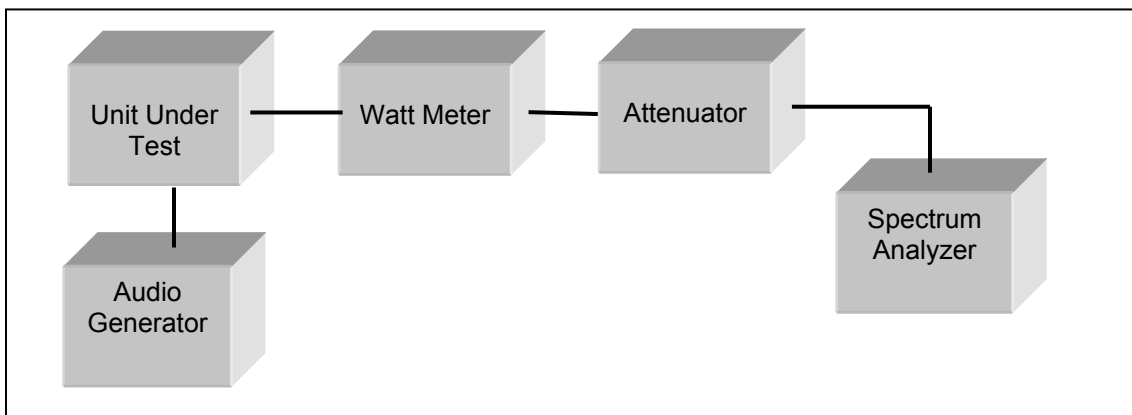 Unit Under
Test
Watt Meter
Attenuator
Spectrum
Analyzer
Audio
Generator